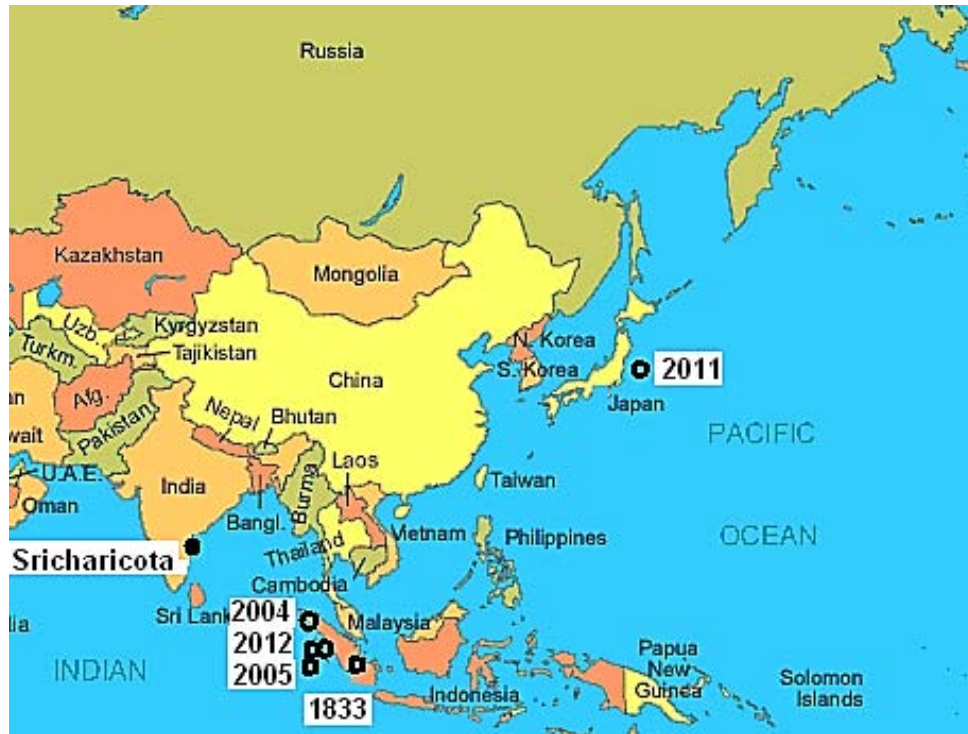 Russia
Kazakhstan
Mongolia
Uzb.
Kyrgyzstan
Turkm.
Tajikistan
N. Korea
S. Korea
2011
China
Afg.
Japan
an
Pakistan
Nepal
Bhutan
wait
PACIFIC
U.A.E.
Laos
India
Burma
Taiwan
Oman
Bangl.
Vietnam
OCEAN
Philippines
Thailand
Sricharicota
Cambodia
2004
Sri Lank
Malaysia
lia
2012
Papua
New
Guinea
INDIAN
2005
Solomon
Islands
Indonesia
1833